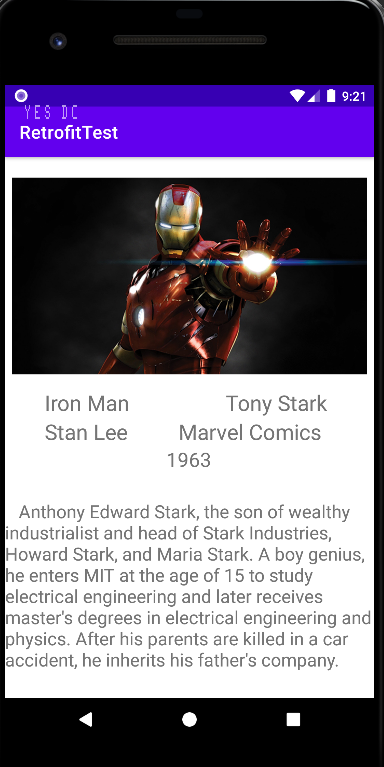 9:21
YES DC
RetrofitTest
Iron Man Tony Stark
Stan Lee Marvel Comics
1963
Anthony Edward Stark, the son of wealthy
industrialist and head of Stark Industries,
Howard Stark, and Maria Stark. A boy genius,
he enters MIT at the age of 15 to study
electrical engineering and later receives
master's degrees in electrical engineering and
physics. After his parents are killed in a car
accident, he inherits his father's company.